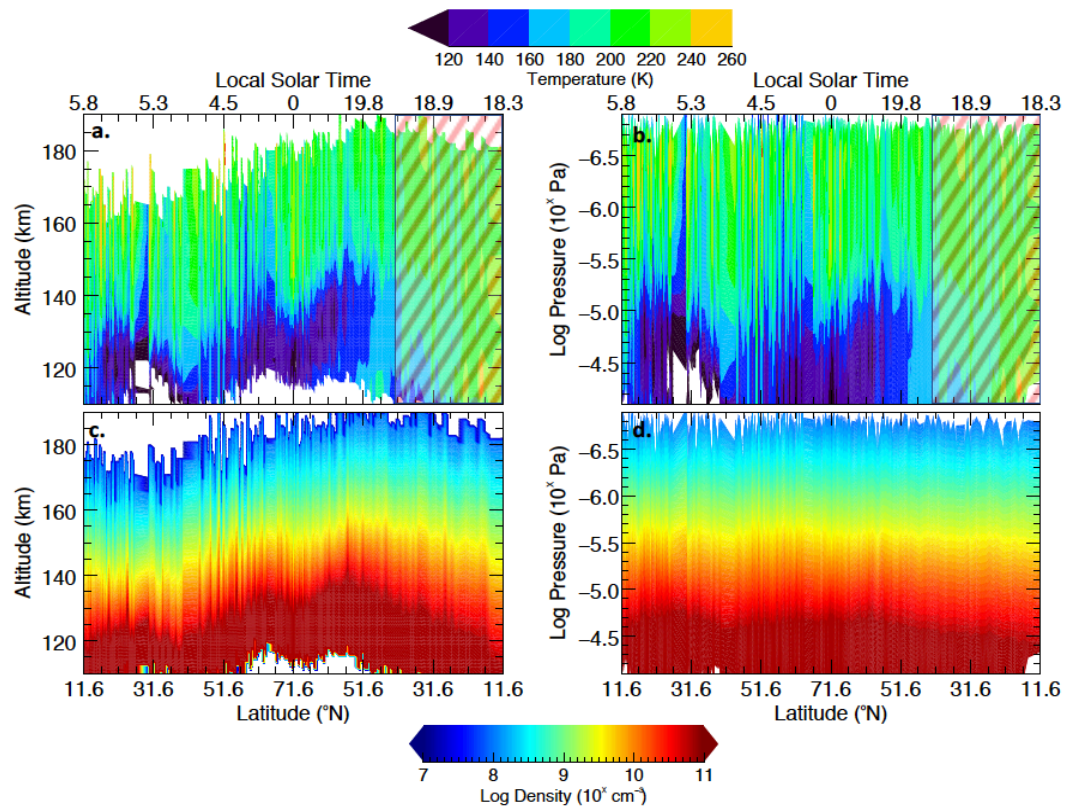 120 140 160 180 200 220 240 260
Temperature (K)
Local Solar Time
5.8 5.3 4.5 0 19.8 18.9 18.3
Local Solar Time
5.8 5.3 4.5 0 19.8 18.9 18.3
a.
Altitude (km)
180
160
140
120
b.
Log Pressure (10ˣ Pa)
−6.5
−6.0
−5.5
−5.0
−4.5
c.
Altitude (km)
180
160
140
120
11.6 31.6 51.6 71.6 51.6 31.6 11.6
Latitude (°N)
d.
Log Pressure (10ˣ Pa)
−6.5
−6.0
−5.5
−5.0
−4.5
11.6 31.6 51.6 71.6 51.6 31.6 11.6
Latitude (°N)
7 8 9 10 11
Log Density (10ˣ cm⁻³)